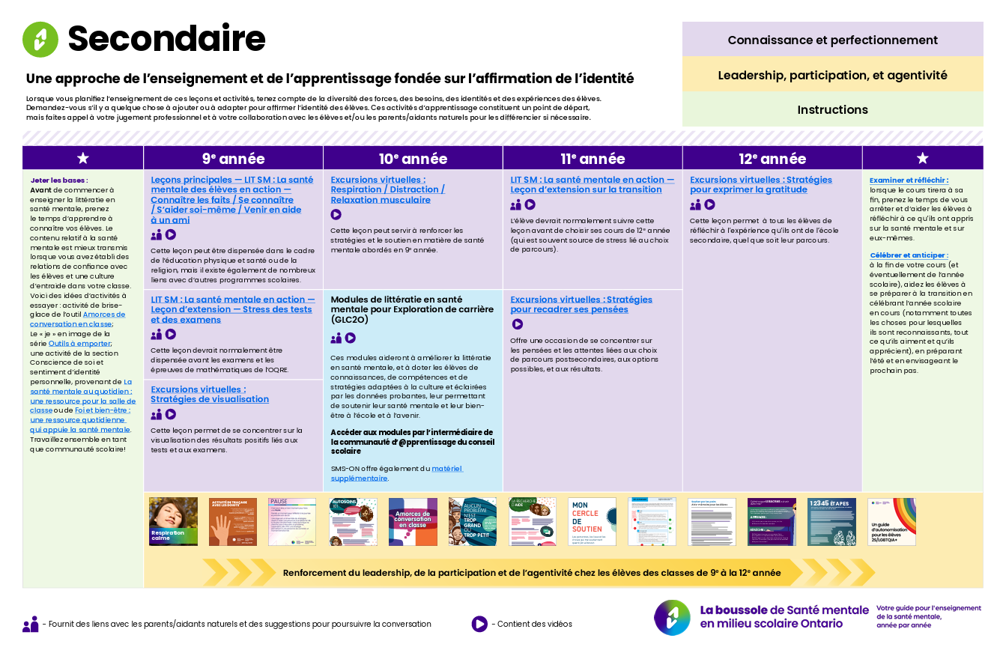 Secondaire
Une approche de l’enseignement et de l’apprentissage fondée sur l’affirmation de l’identité
Lorsque vous planifiez l’enseignement de ces leçons et activités, tenez compte de la diversité des forces, des besoins, des identités et des expériences des élèves.
Demandez-vous s’il y a quelque chose à ajouter ou à adapter pour affirmer l’identité des élèves. Ces activités d’apprentissage constituent un point de départ,
mais faites appel à votre jugement professionnel et à votre collaboration avec les élèves et/ou les parents/aidants naturels pour les différencier si nécessaire.
Connaissance et perfectionnement
Leadership, participation, et agentivité
Instructions
9e année
10e année
11e année
12e année
Jeter les bases :
Avant de commencer à
enseigner la littératie en
santé mentale, prenez
le temps d’apprendre à
connaître vos élèves. Le
contenu relatif à la santé
mentale est mieux transmis
lorsque vous avez établi des
relations de confiance avec
les élèves et une culture
d’entraide dans votre classe.
Voici des idées d’activités à
essayer : activité de brise-
glace de l’outil Amorces de
conversation en classe;
Le « je » en image de la
série Outils à emporter;
une activité de la section
Conscience de soi et
sentiment d’identité
personnelle, provenant de La
santé mentale au quotidien :
une ressource pour la salle de
classe ou de Foi et bien-être :
une ressource quotidienne
qui appuie la santé mentale.
Travaillez ensemble en tant
que communauté scolaire!
Leçons principales — LIT SM : La santé
mentale des élèves en action —
Connaître les faits / Se connaître
/ S’aider soi-même / Venir en aide
à un ami
Cette leçon peut être dispensée dans le cadre
de l’éducation physique et santé ou de la
religion, mais il existe également de nombreux
liens avec d’autres programmes scolaires.
LIT SM : La santé mentale en action —
Leçon d’extension — Stress des tests
et des examens
Cette leçon devrait normalement être
dispensée avant les examens et les
épreuves de mathématiques de l’OQRE.
Excursions virtuelles :
Stratégies de visualisation
Cette leçon permet de se concentrer sur la
visualisation des résultats positifs liés aux
tests et aux examens.
Excursions virtuelles :
Respiration / Distraction /
Relaxation musculaire
Cette leçon peut servir à renforcer les
stratégies et le soutien en matière de santé
mentale abordés en 9e année.
Modules de littératie en santé
mentale pour Exploration de carrière
(GLC2O)
Ces modules aideront à améliorer la littératie
en santé mentale, et à doter les élèves de
connaissances, de compétences et de
stratégies adaptées à la culture et éclairées
par les données probantes, leur permettant
de soutenir leur santé mentale et leur bien-
être à l’école et à l’avenir.
Accéder aux modules par l’intermédiaire de
la communauté d’@pprentissage du conseil
scolaire
SMS-ON offre également du matériel
supplémentaire.
LIT SM : La santé mentale en action —
Leçon d’extension sur la transition
L’élève devrait normalement suivre cette
leçon avant de choisir ses cours de 12e année
(qui est souvent source de stress lié au choix
de parcours).
Excursions virtuelles : Stratégies
pour recadrer ses pensées
Offre une occasion de se concentrer sur
les pensées et les attentes liées aux choix
de parcours postsecondaires, aux options
possibles, et aux résultats.
Excursions virtuelles : Stratégies
pour exprimer la gratitude
Cette leçon permet à tous les élèves de
réfléchir à l’expérience qu’ils ont de l’école
secondaire, quel que soit leur parcours.
Examiner et réfléchir :
lorsque le cours tirera à sa
fin, prenez le temps de vous
arrêter et d’aider les élèves à
réfléchir à ce qu’ils ont appris
sur la santé mentale et sur
eux-mêmes.
Célébrer et anticiper :
à la fin de votre cours (et
éventuellement de l’année
scolaire), aidez les élèves à
se préparer à la transition en
célébrant l’année scolaire
en cours (notamment toutes
les choses pour lesquelles
ils sont reconnaissants, tout
ce qu’ils aiment et qu’ils
apprécient), en préparant
l’été et en envisageant le
prochain pas.
Respiration
calme
ACTIVITÉ DE TRAÇAGE
AVEC LES DOIGTS
PAUSE
AUTOSOINS
101
Amorces de
conversation
en classe
AUCUN
PROBLÈME
N’EST
TROP
GRAND
OU
TROP PETIT
LA RECHERCHE
D’AIDE
MON
CERCLE
DE
SOUTIEN
12345 ÉTAPES
Un guide
d’autonomisation
pour les élèves
2S/LGBTQIA+
Renforcement du leadership, de la participation et de l’agentivité chez les élèves des classes de 9e à la 12e année
- Fournit des liens avec les parents/aidants naturels et des suggestions pour poursuivre la conversation
- Contient des vidéos
La boussole de Santé mentale
en milieu scolaire Ontario
Votre guide pour l’enseignement
de la santé mentale,
année par année